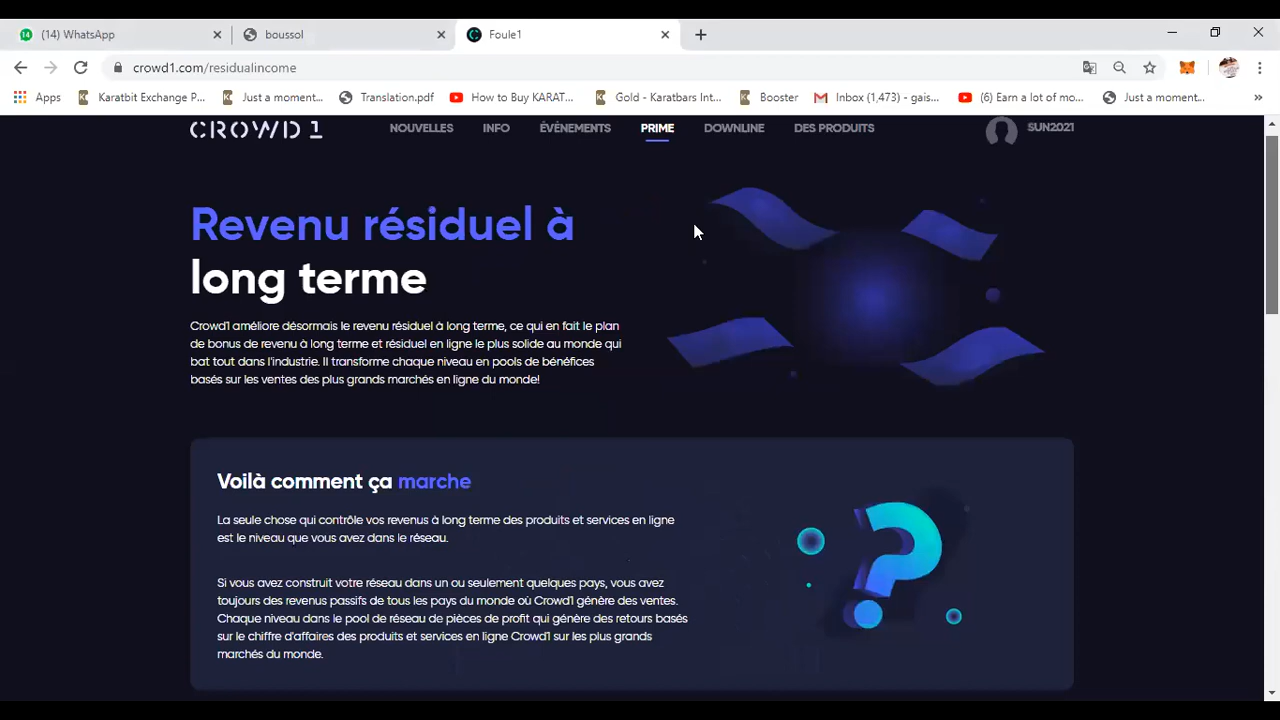 (14) WhatsApp
boussol
Foule1
crowd1.com/residualincome
Apps
Karatbit Exchange P...
Just a moment...
Translation.pdf
How to Buy KARAT...
Gold - Karatbars Int...
Booster
Inbox (1,473) - gais...
(6) Earn a lot of mo...
Just a moment...
CROWD 1
NOUVELLES
INFO
ÉVÉNEMENTS
PRIME
DOWNLINE
DES PRODUITS
SUN2021
Revenu résiduel à
long terme
Crowd1 améliore désormais le revenu résiduel à long terme, ce qui en fait le plan
de bonus de revenu à long terme et résiduel en ligne le plus solide au monde qui
bat tout dans l'industrie. Il transforme chaque niveau en pools de bénéfices
basés sur les ventes des plus grands marchés en ligne du monde!
Voilà comment ça marche
La seule chose qui contrôle vos revenus à long terme des produits et services en ligne
est le niveau que vous avez dans le réseau.
Si vous avez construit votre réseau dans un ou seulement quelques pays, vous avez
toujours des revenus passifs de tous les pays du monde où Crowd1 génère des ventes.
Chaque niveau dans le pool de réseau de pièces de profit qui génère des retours basés
sur le chiffre d'affaires des produits et services en ligne Crowd1 sur les plus grands
marchés du monde.